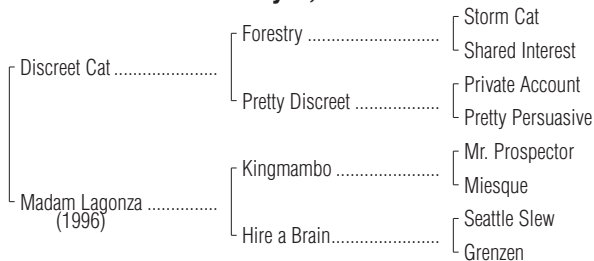 Storm Cat
Forestry ........................
Shared Interest
Discreet Cat ...................
Private Account
Pretty Discreet ................
Pretty Persuasive
Mr. Prospector
Kingmambo ...................
Miesque
Madam Lagonza .............
(1996)
Seattle Slew
Hire a Brain....................
Grenzen